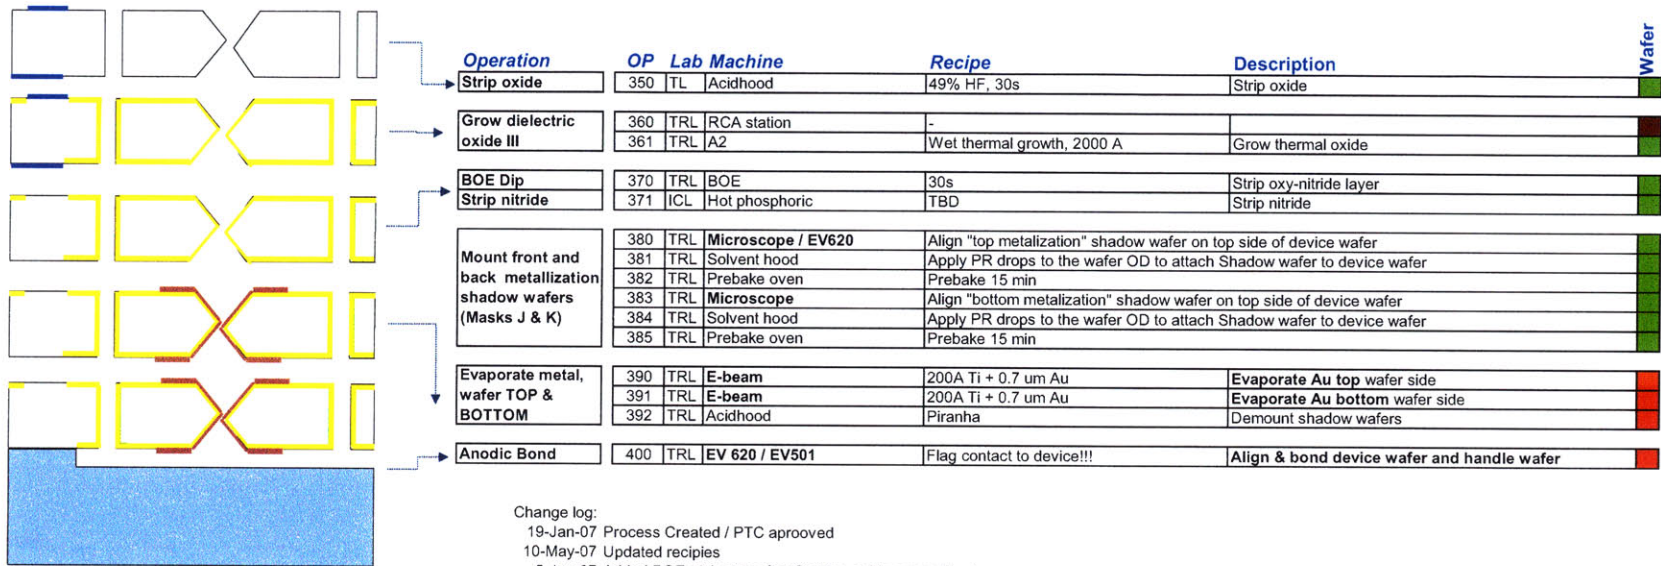 Operation OP Lab Machine Recipe Description Wafer
Strip oxide 350 TL Acidhood 49% HF, 30s Strip oxide
Grow dielectric oxide III 360 TRL RCA station -
361 TRL A2 Wet thermal growth, 2000 A Grow thermal oxide
BOE Dip 370 TRL BOE 30s Strip oxy-nitride layer
Strip nitride 371 ICL Hot phosphoric TBD Strip nitride
Mount front and back metallization shadow wafers (Masks J & K) 380 TRL Microscope / EV620 Align "top metalization" shadow wafer on top side of device wafer
381 TRL Solvent hood Apply PR drops to the wafer OD to attach Shadow wafer to device wafer
382 TRL Prebake oven Prebake 15 min
383 TRL Microscope Align "bottom metalization" shadow wafer on top side of device wafer
384 TRL Solvent hood Apply PR drops to the wafer OD to attach Shadow wafer to device wafer
385 TRL Prebake oven Prebake 15 min
Evaporate metal, wafer TOP & BOTTOM 390 TRL E-beam 200A Ti + 0.7 um Au Evaporate Au top wafer side
391 TRL E-beam 200A Ti + 0.7 um Au Evaporate Au bottom wafer side
392 TRL Acidhood Piranha Demount shadow wafers
Anodic Bond 400 TRL EV 620 / EV501 Flag contact to device!!! Align & bond device wafer and handle wafer
Change log:
19-Jan-07 Process Created / PTC aprooved
10-May-07 Updated recipies